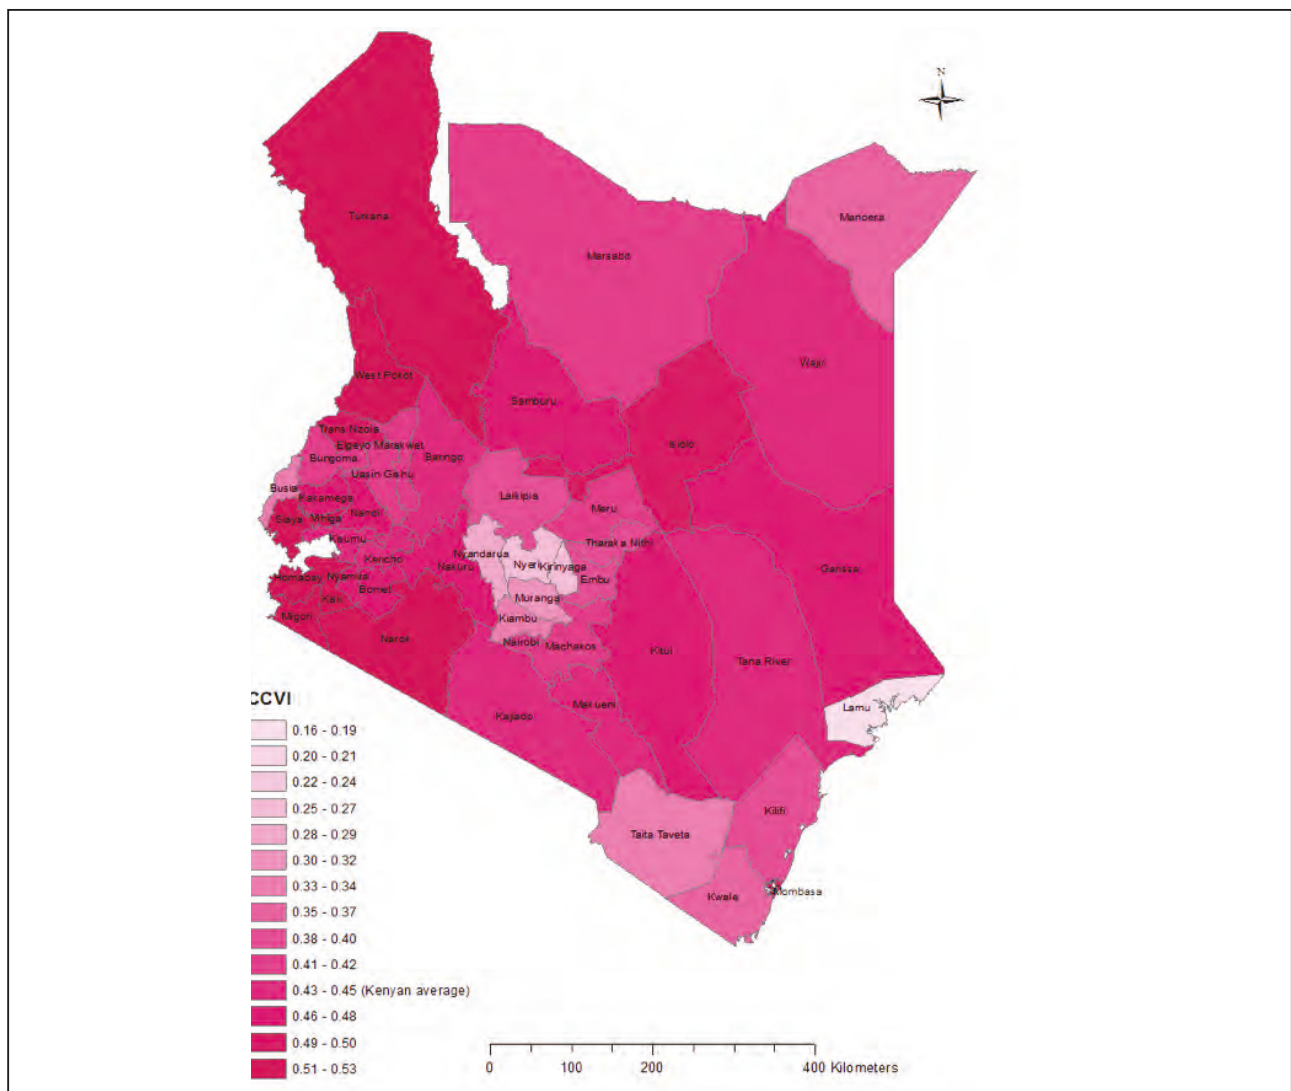 N
Turkana
Mandera
Marsabit
Wajir
West Pokot
Samburu
Isiolo
Trans Nzoia
Elgeyo Marakwet
Bungoma
Baringo
Uasin Gishu
Busia
Kakamega
Laikipia
Meru
Siaya
Vihiga
Nandi
Kisumu
Tharaka Nithi
Kericho
Nyandarua
Nyeri
Kirinyaga
Garissa
Homabay
Nyamira
Nakuru
Embu
Bomet
Kisii
Muranga
Migori
Kiambu
Narok
Nairobi
Machakos
Kitui
Tana River
Makueni
Lamu
Kajiado
CCVI
0.16 - 0.19
0.20 - 0.21
0.22 - 0.24
0.25 - 0.27
0.28 - 0.29
0.30 - 0.32
0.33 - 0.34
0.35 - 0.37
0.38 - 0.40
0.41 - 0.42
0.43 - 0.45 (Kenyan average)
0.46 - 0.48
0.49 - 0.50
0.51 - 0.53
Kilifi
Taita Taveta
Kwale
Mombasa
0 100 200 400 Kilometers